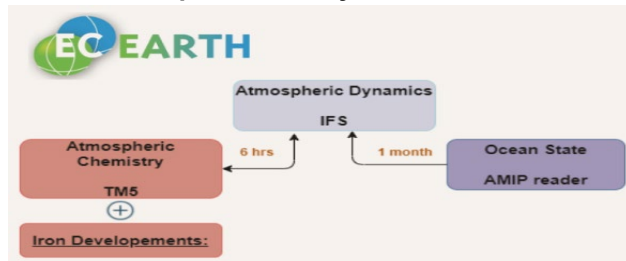 EC EARTH
Atmospheric Dynamics
IFS
Atmospheric
Chemistry
TM5
6 hrs
1 month
Ocean State
AMIP reader
Iron Developements: